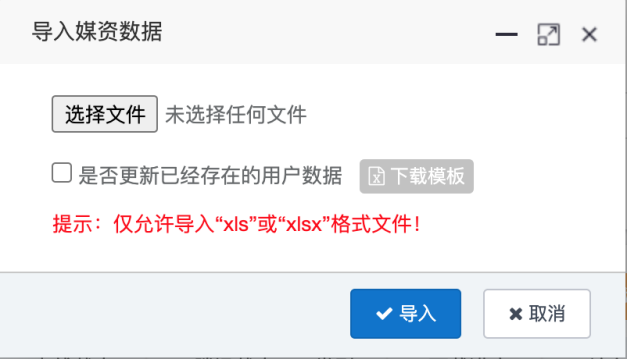 导入媒资数据
选择文件 未选择任何文件
是否更新已经存在的用户数据 下载模板
提示：仅允许导入“xls”或“xlsx”格式文件！
导入 取消